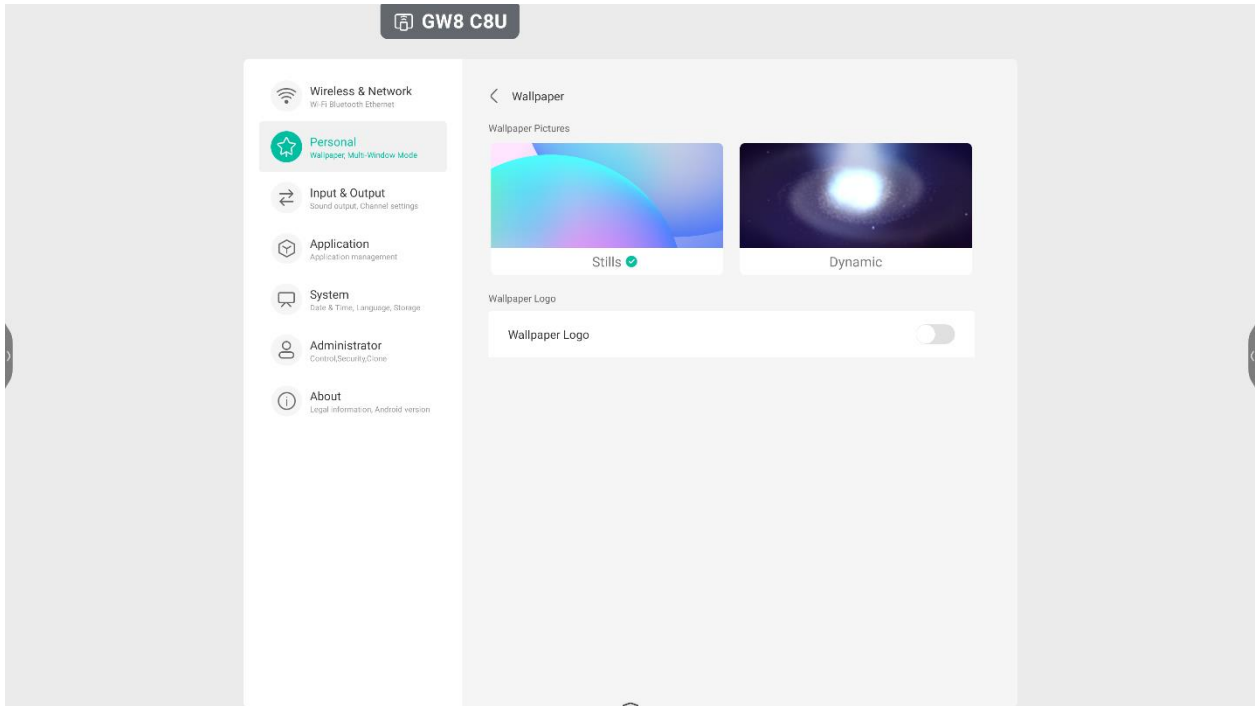 GW8 C8U
Wireless & Network
Wi-Fi Bluetooth Ethernet
Personal
Wallpaper, Multi-Window Mode
Input & Output
Sound output, Channel settings
Application
Application management
System
Date & Time, Language, Storage
Administrator
Control,Security,Clone
About
Legal information, Android version
Wallpaper
Wallpaper Pictures
Stills
Dynamic
Wallpaper Logo
Wallpaper Logo